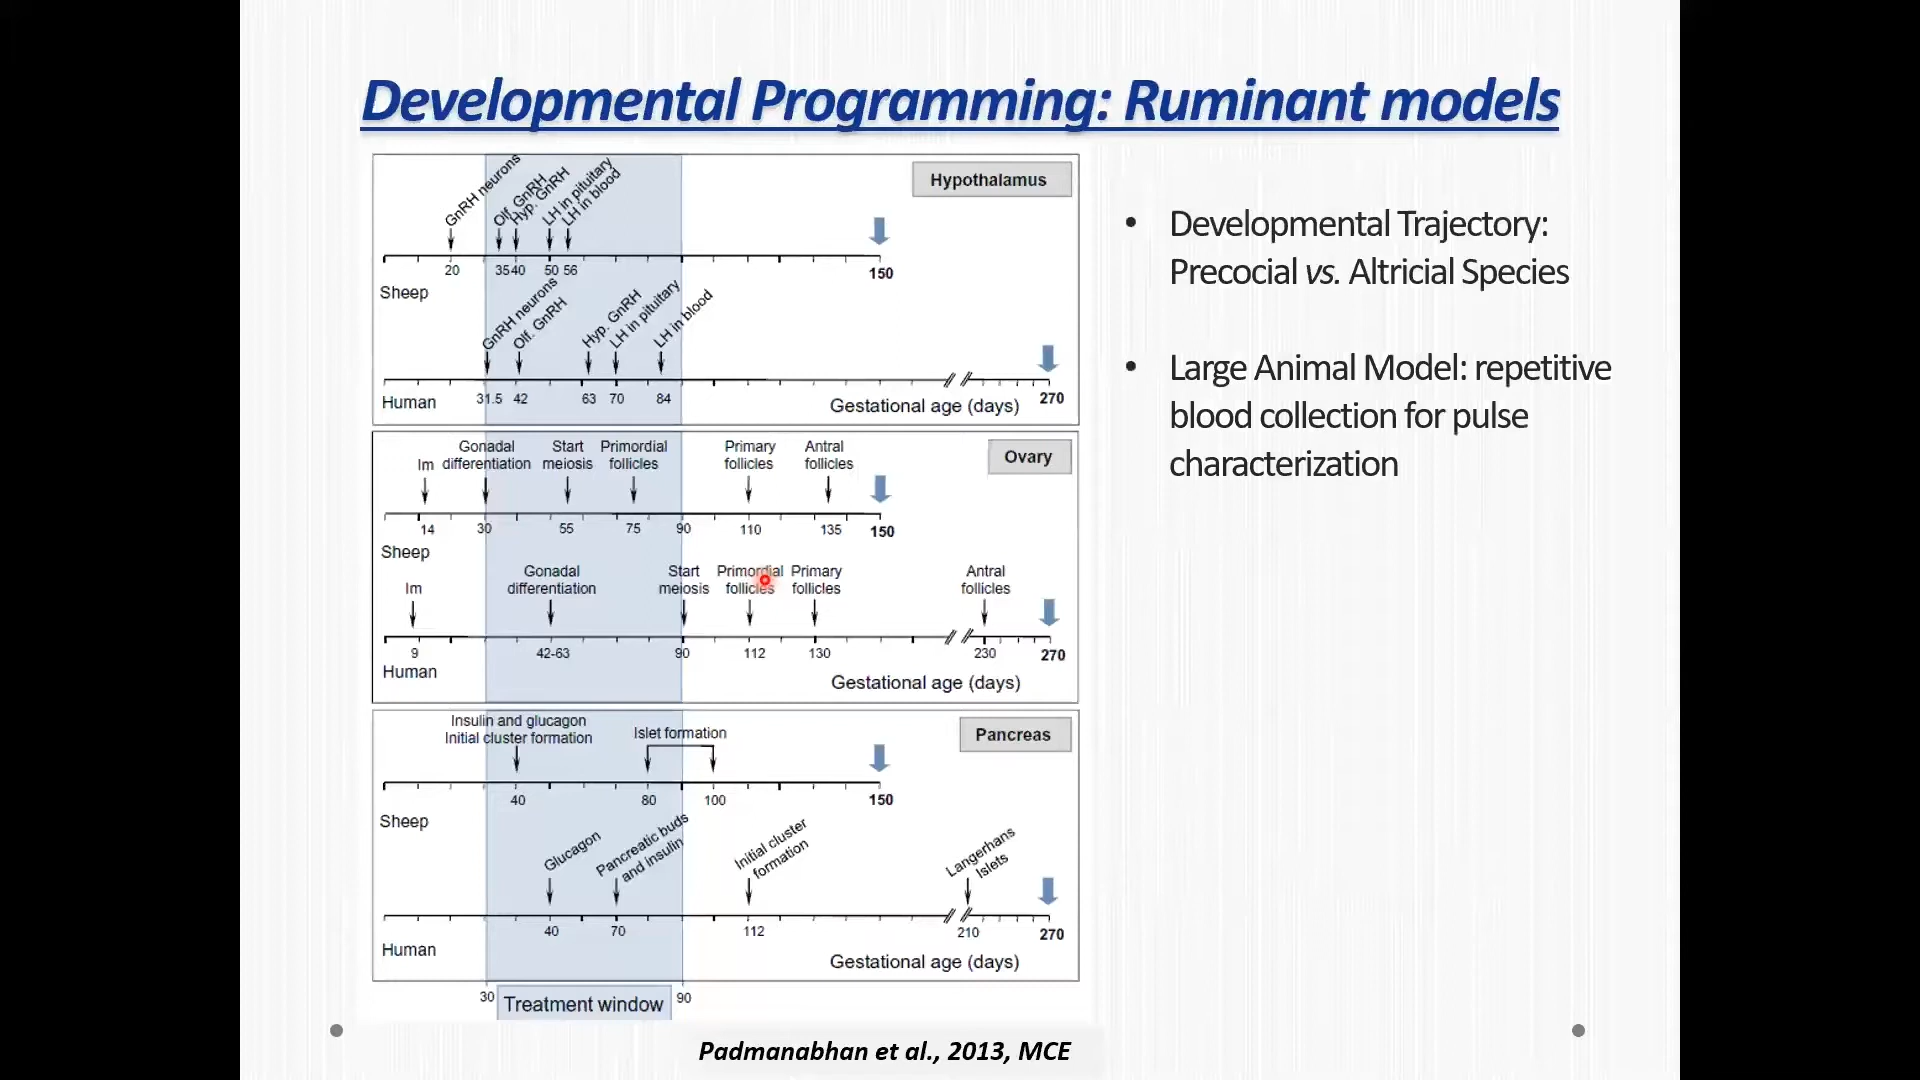 Developmental Programming: Ruminant models
Hypothalamus
GnRH neurons
Olf. GnRH
Hyp. GnRH
LH in pituitary
LH in blood
20 35 40 50 56 150
Sheep
GnRH neurons
Olf. GnRH
Hyp. GnRH
LH in pituitary
LH in blood
31.5 42 63 70 84 270
Human
Gestational age (days)
Ovary
Im
Gonadal
differentiation
Start
meiosis
Primordial
follicles
Primary
follicles
Antral
follicles
14 30 55 75 90 110 135 150
Sheep
Im
Gonadal
differentiation
Start
meiosis
Primordial
follicles
Primary
follicles
Antral
follicles
9 42-63 90 112 130 230 270
Human
Gestational age (days)
Pancreas
Insulin and glucagon
Initial cluster formation
Islet formation
40 80 100 150
Sheep
Glucagon
Pancreatic buds
and insulin
Initial cluster
formation
Langerhans
Islets
40 70 112 210 270
Human
Gestational age (days)
30 Treatment window 90
• Developmental Trajectory:
Precocial vs. Altricial Species
• Large Animal Model: repetitive
blood collection for pulse
characterization
Padmanabhan et al., 2013, MCE